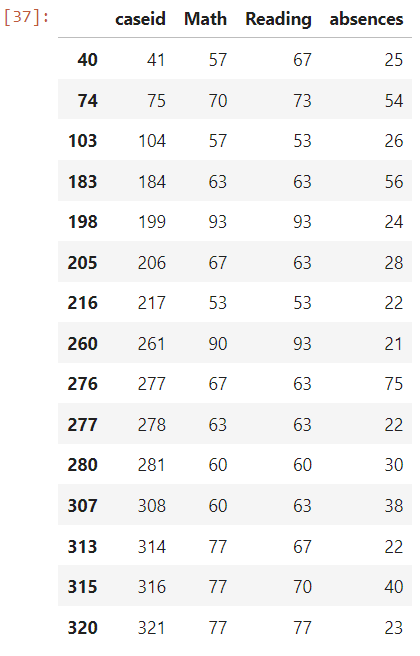 [37]:
caseid Math Reading absences
40 41 57 67 25
74 75 70 73 54
103 104 57 53 26
183 184 63 63 56
198 199 93 93 24
205 206 67 63 28
216 217 53 53 22
260 261 90 93 21
276 277 67 63 75
277 278 63 63 22
280 281 60 60 30
307 308 60 63 38
313 314 77 67 22
315 316 77 70 40
320 321 77 77 23